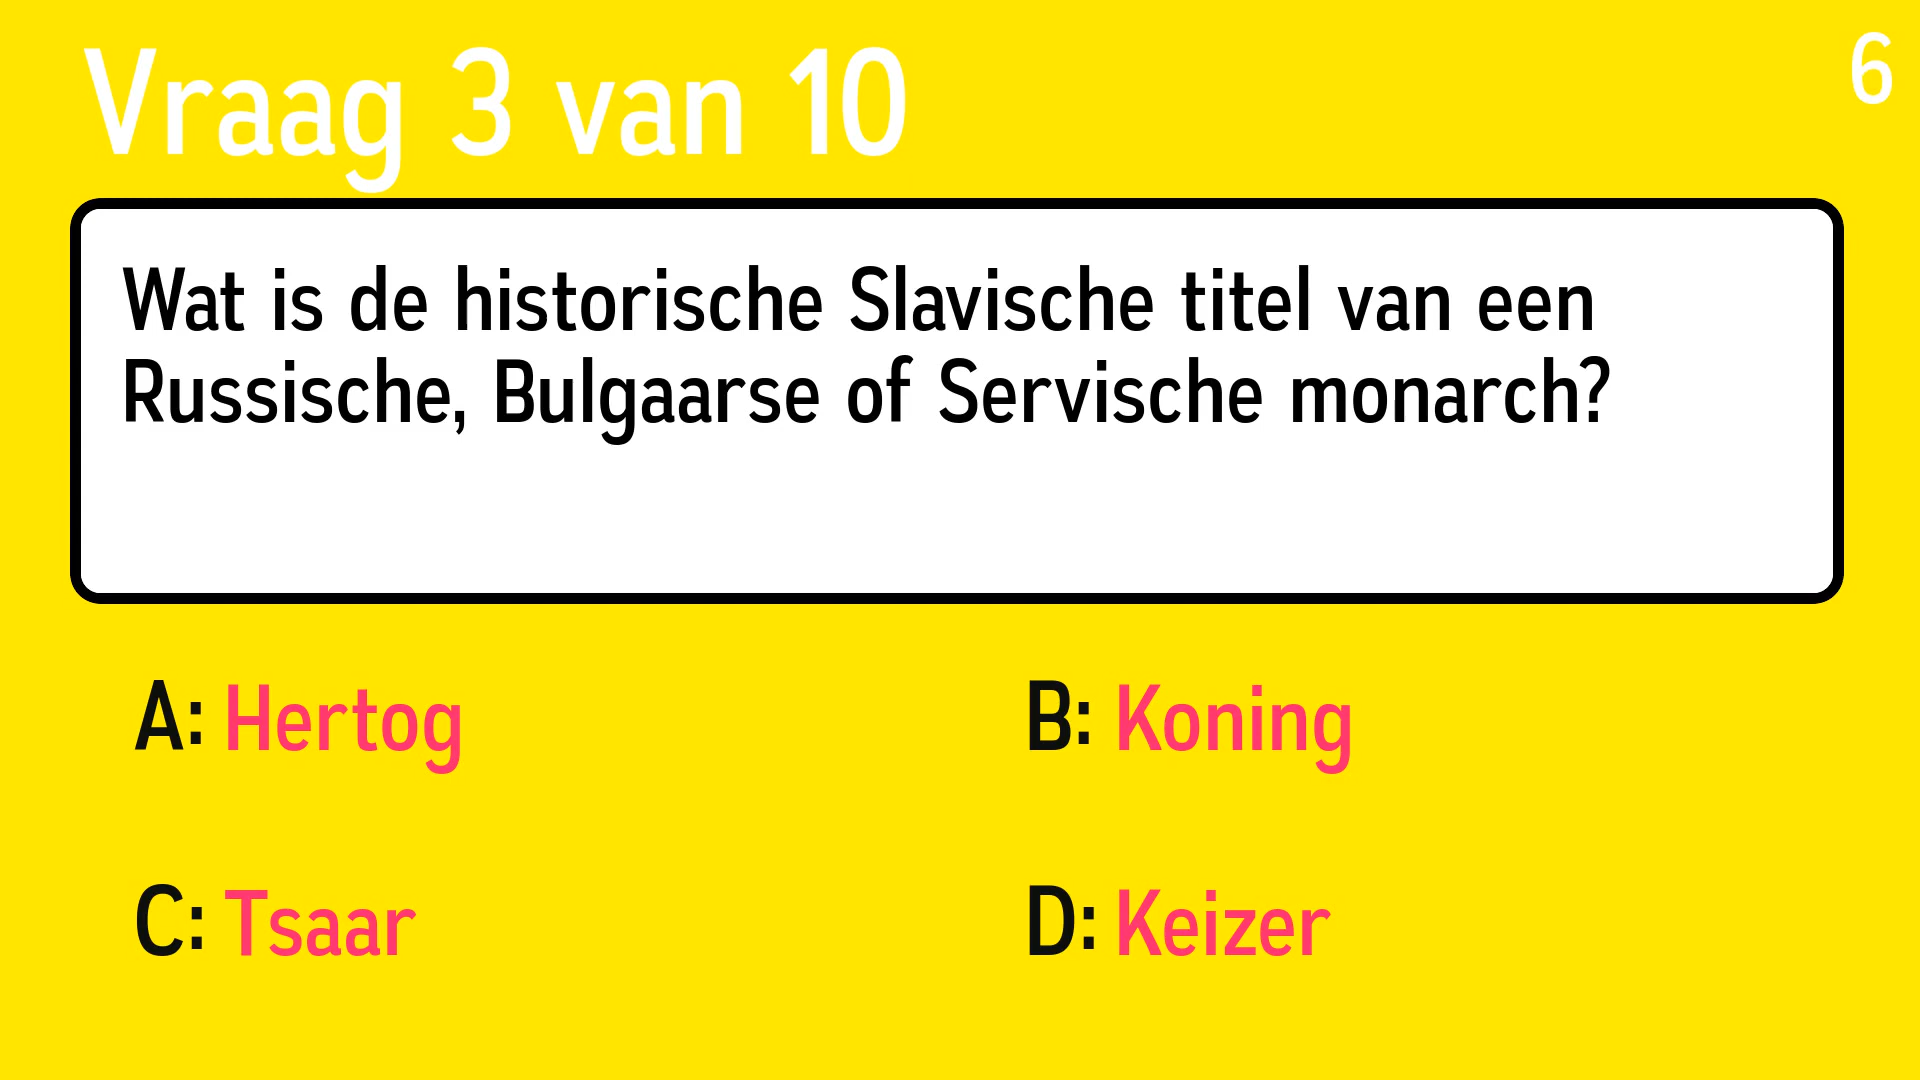 Vraag 3 van 10
6
Wat is de historische Slavische titel van een
Russische, Bulgaarse of Servische monarch?
A: Hertog
B: Koning
C: Tsaar
D: Keizer